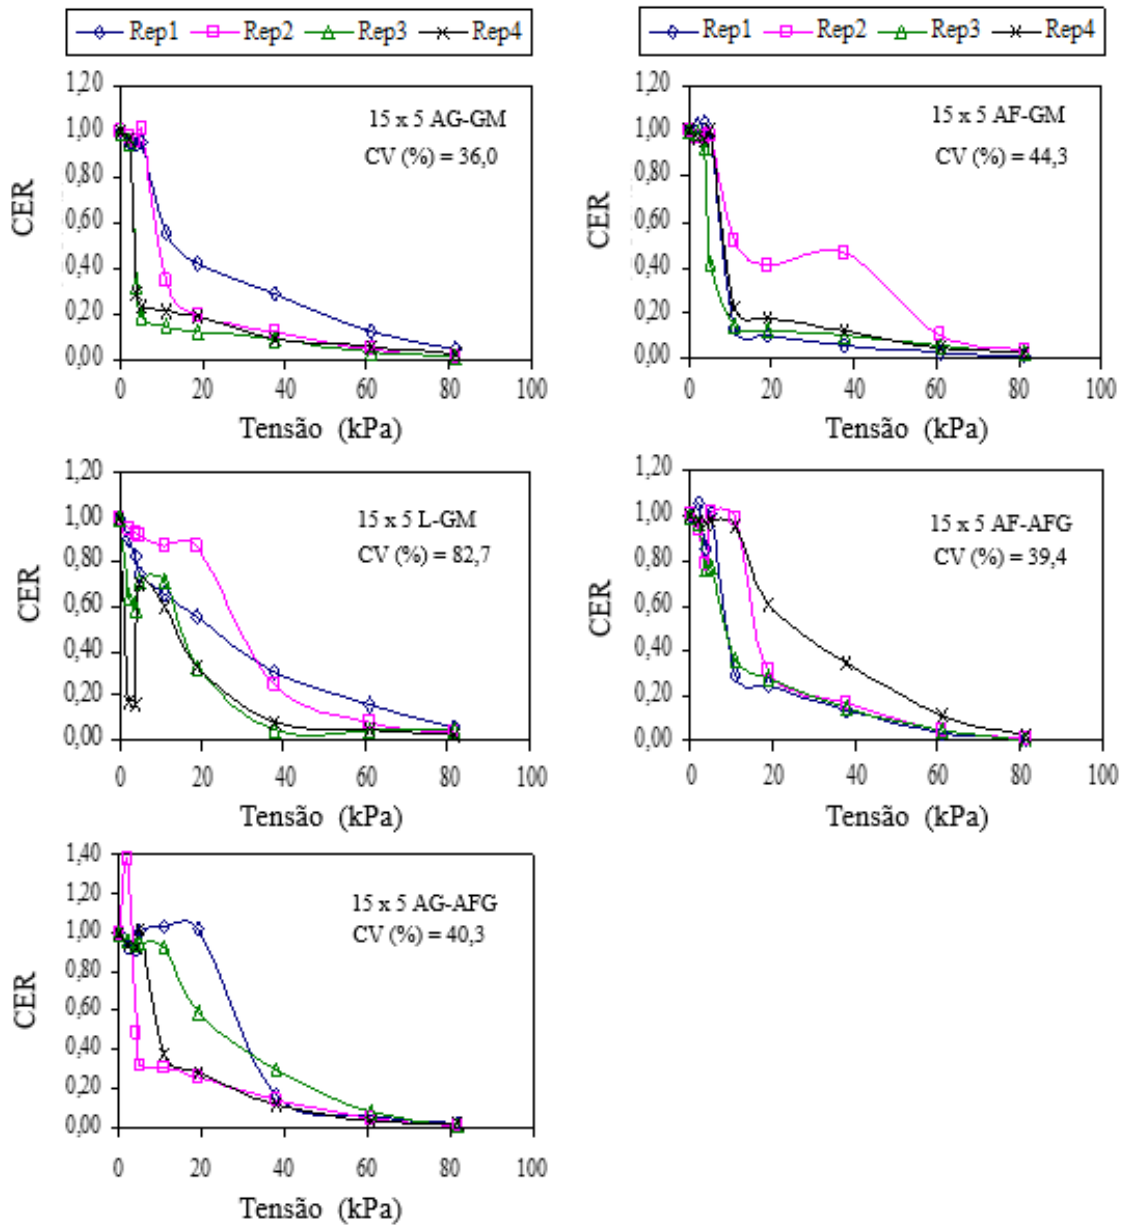 Rep1 Rep2 Rep3 Rep4
1,20
1,00
0,80
0,60
0,40
0,20
0,00
CER
15 x 5 AG-GM
CV (%) = 36,0
0 20 40 60 80 100
Tensão (kPa)
Rep1 Rep2 Rep3 Rep4
1,20
1,00
0,80
0,60
0,40
0,20
0,00
CER
15 x 5 AF-GM
CV (%) = 44,3
0 20 40 60 80 100
Tensão (kPa)
1,20
1,00
0,80
0,60
0,40
0,20
0,00
CER
15 x 5 L-GM
CV (%) = 82,7
0 20 40 60 80 100
Tensão (kPa)
1,20
1,00
0,80
0,60
0,40
0,20
0,00
CER
15 x 5 AF-AFG
CV (%) = 39,4
0 20 40 60 80 100
Tensão (kPa)
1,40
1,20
1,00
0,80
0,60
0,40
0,20
0,00
CER
15 x 5 AG-AFG
CV (%) = 40,3
0 20 40 60 80 100
Tensão (kPa)